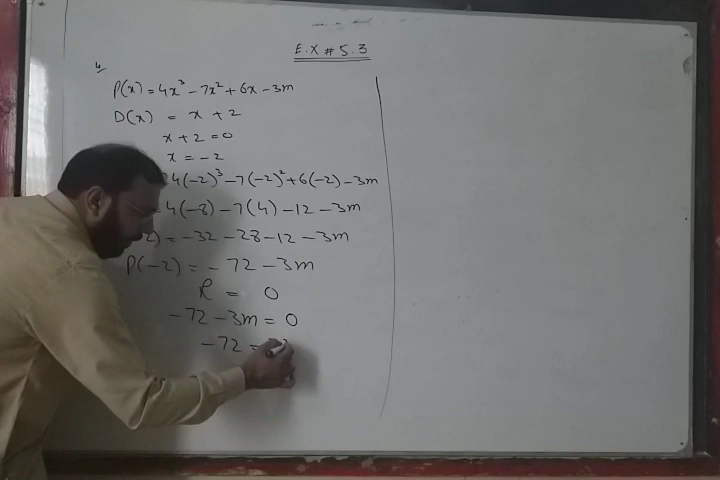 E.X # 5.3
4
P(x) = 4x³ - 7x² + 6x - 3m
D(x) = x + 2
x + 2 = 0
x = -2
4(-2)³ - 7(-2)² + 6(-2) - 3m
4(-8) - 7(4) - 12 - 3m
2) = -32 - 28 - 12 - 3m
P(-2) = -72 - 3m
R = 0
-72 - 3m = 0
-72 =